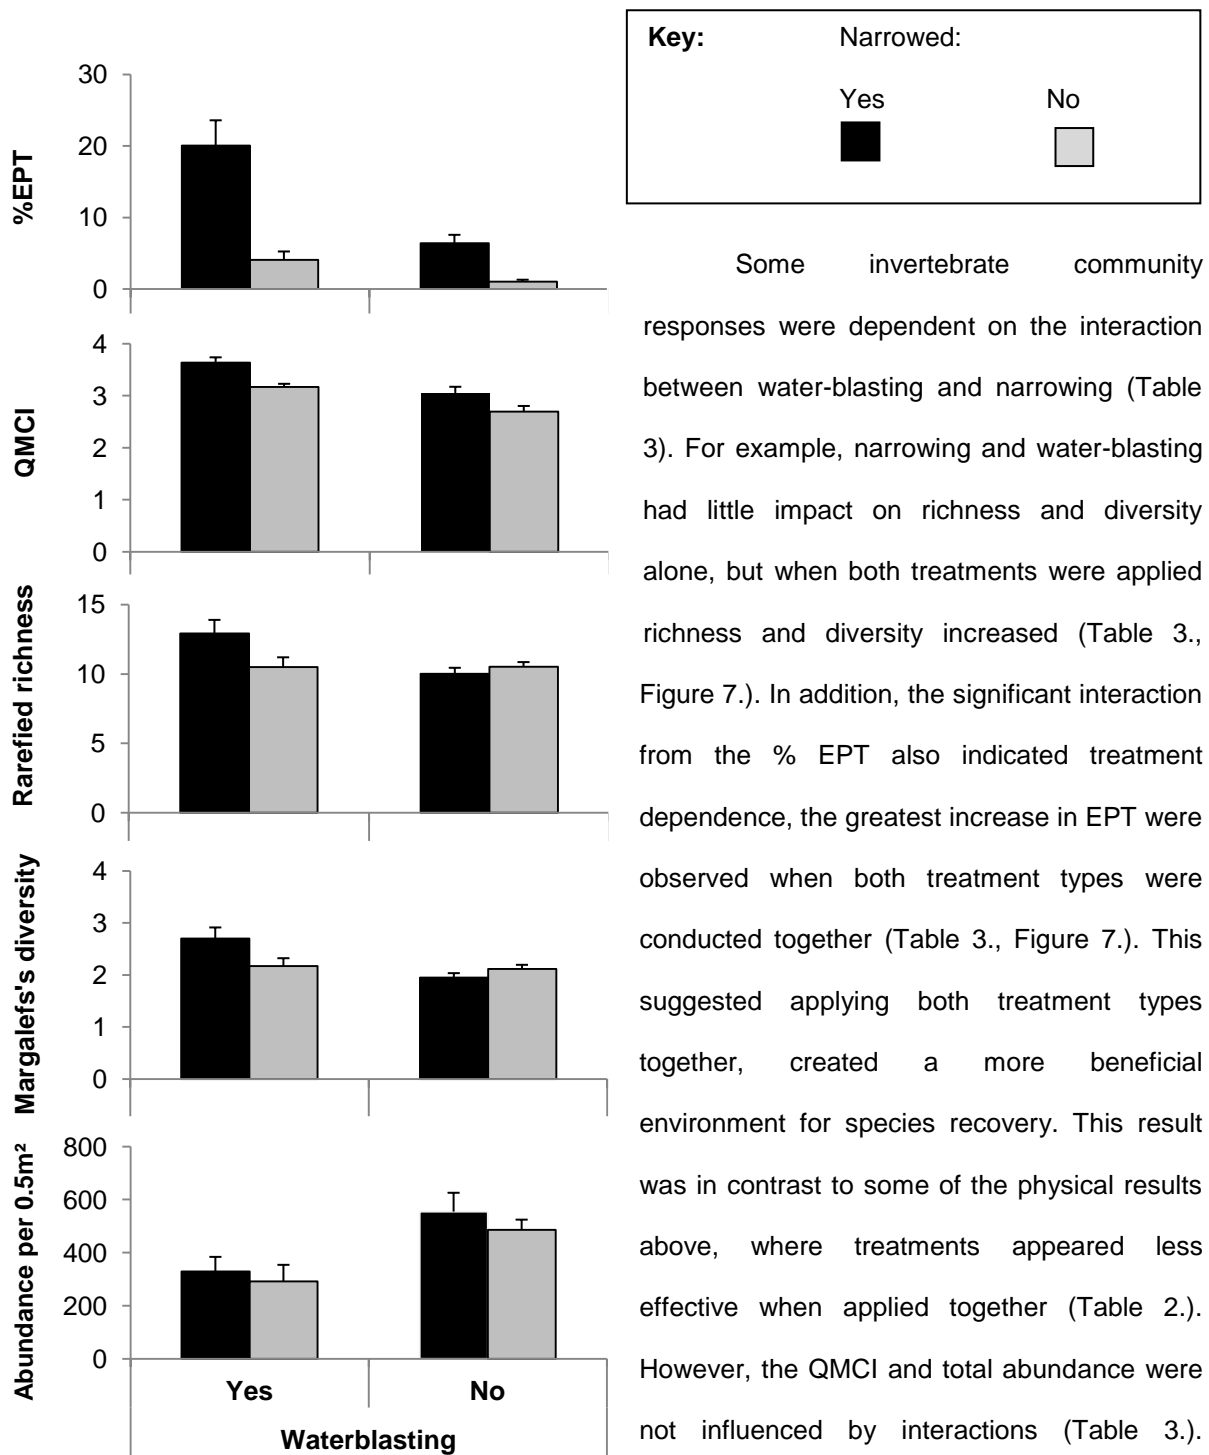 Key: Narrowed:
Yes No
%EPT
30
20
10
0
QMCI
4
3
2
1
0
Rarefied richness
15
10
5
0
Margalefs's diversity
4
3
2
1
0
Abundance per 0.5m²
800
600
400
200
0
Yes No
Waterblasting
Some invertebrate community
responses were dependent on the interaction
between water-blasting and narrowing (Table
3). For example, narrowing and water-blasting
had little impact on richness and diversity
alone, but when both treatments were applied
richness and diversity increased (Table 3.,
Figure 7.). In addition, the significant interaction
from the % EPT also indicated treatment
dependence, the greatest increase in EPT were
observed when both treatment types were
conducted together (Table 3., Figure 7.). This
suggested applying both treatment types
together, created a more beneficial
environment for species recovery. This result
was in contrast to some of the physical results
above, where treatments appeared less
effective when applied together (Table 2.).
However, the QMCI and total abundance were
not influenced by interactions (Table 3.).